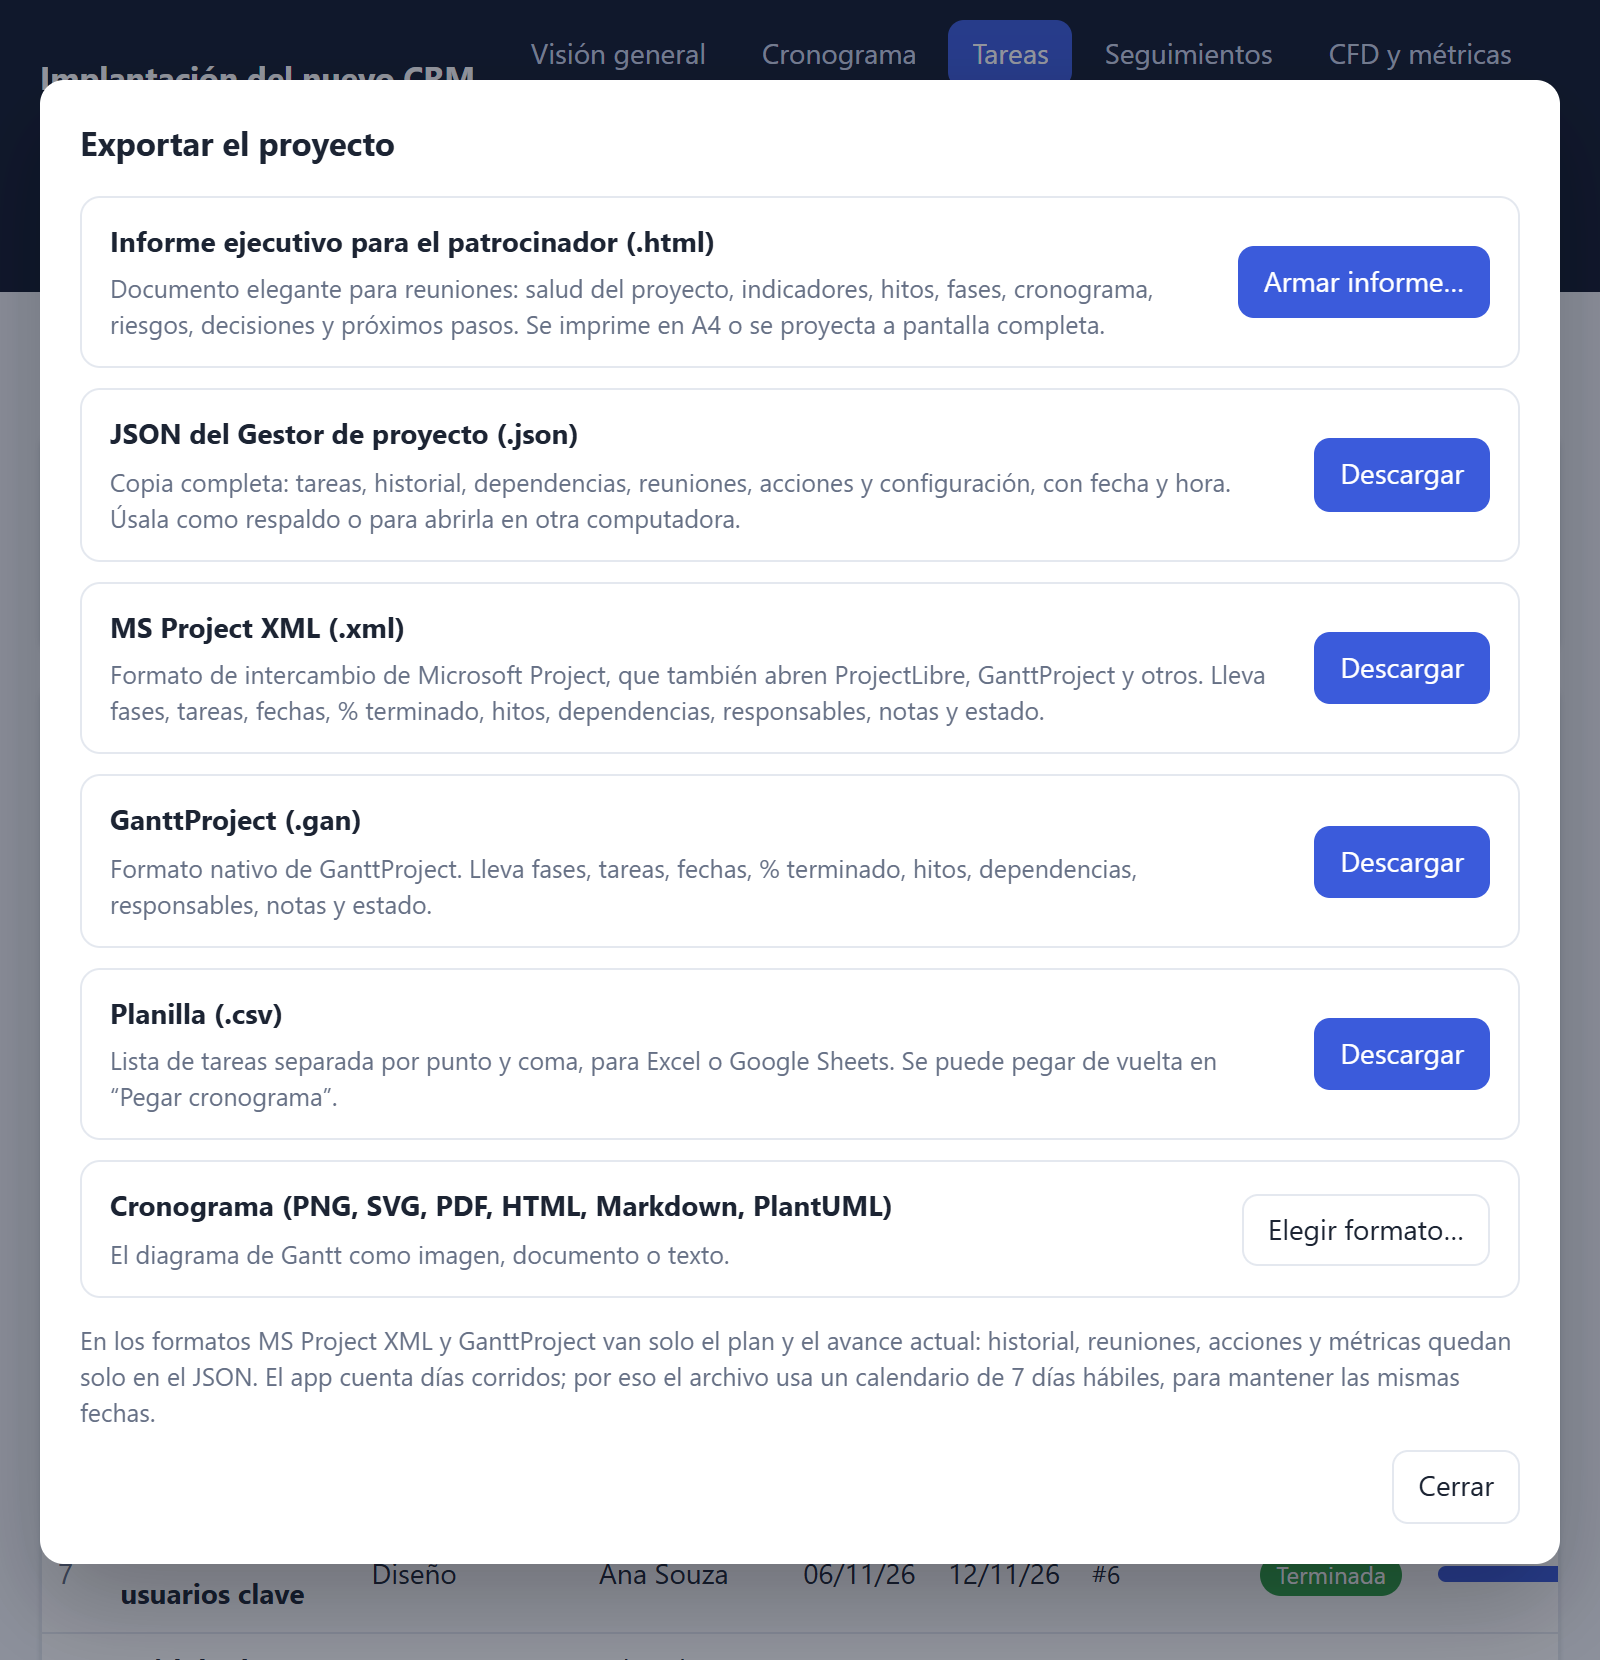 Visión general
Cronograma
Tareas
Seguimientos
CFD y métricas
Implantación del nuevo CRM
Exportar el proyecto
Informe ejecutivo para el patrocinador (.html)
Documento elegante para reuniones: salud del proyecto, indicadores, hitos, fases, cronograma,
riesgos, decisiones y próximos pasos. Se imprime en A4 o se proyecta a pantalla completa.
Armar informe...
JSON del Gestor de proyecto (.json)
Copia completa: tareas, historial, dependencias, reuniones, acciones y configuración, con fecha y hora.
Úsala como respaldo o para abrirla en otra computadora.
Descargar
MS Project XML (.xml)
Formato de intercambio de Microsoft Project, que también abren ProjectLibre, GanttProject y otros. Lleva
fases, tareas, fechas, % terminado, hitos, dependencias, responsables, notas y estado.
Descargar
GanttProject (.gan)
Formato nativo de GanttProject. Lleva fases, tareas, fechas, % terminado, hitos, dependencias,
responsables, notas y estado.
Descargar
Planilla (.csv)
Lista de tareas separada por punto y coma, para Excel o Google Sheets. Se puede pegar de vuelta en
“Pegar cronograma”.
Descargar
Cronograma (PNG, SVG, PDF, HTML, Markdown, PlantUML)
El diagrama de Gantt como imagen, documento o texto.
Elegir formato...
En los formatos MS Project XML y GanttProject van solo el plan y el avance actual: historial, reuniones, acciones y métricas quedan
solo en el JSON. El app cuenta días corridos; por eso el archivo usa un calendario de 7 días hábiles, para mantener las mismas
fechas.
Cerrar
7 Diseño Ana Souza 06/11/26 12/11/26 #6 Terminada
usuarios clave